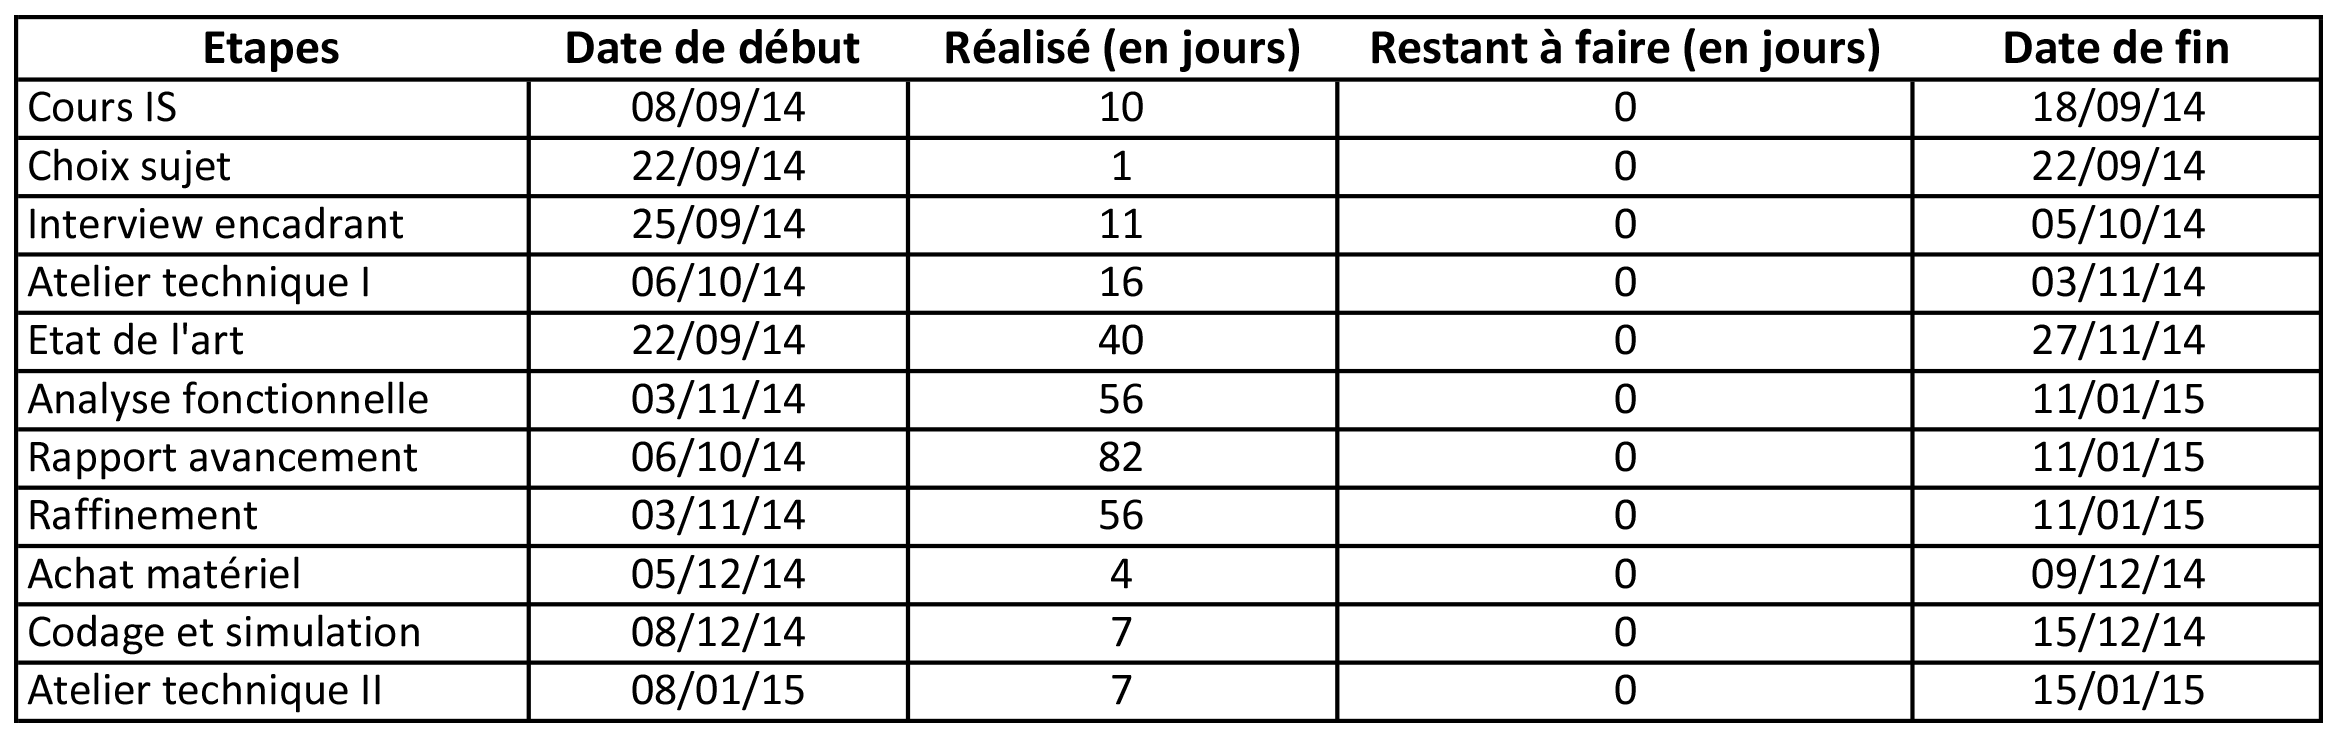 Etapes Date de début Réalisé (en jours) Restant à faire (en jours) Date de fin
Cours IS 08/09/14 10 0 18/09/14
Choix sujet 22/09/14 1 0 22/09/14
Interview encadrant 25/09/14 11 0 05/10/14
Atelier technique I 06/10/14 16 0 03/11/14
Etat de l'art 22/09/14 40 0 27/11/14
Analyse fonctionnelle 03/11/14 56 0 11/01/15
Rapport avancement 06/10/14 82 0 11/01/15
Raffinement 03/11/14 56 0 11/01/15
Achat matériel 05/12/14 4 0 09/12/14
Codage et simulation 08/12/14 7 0 15/12/14
Atelier technique II 08/01/15 7 0 15/01/15